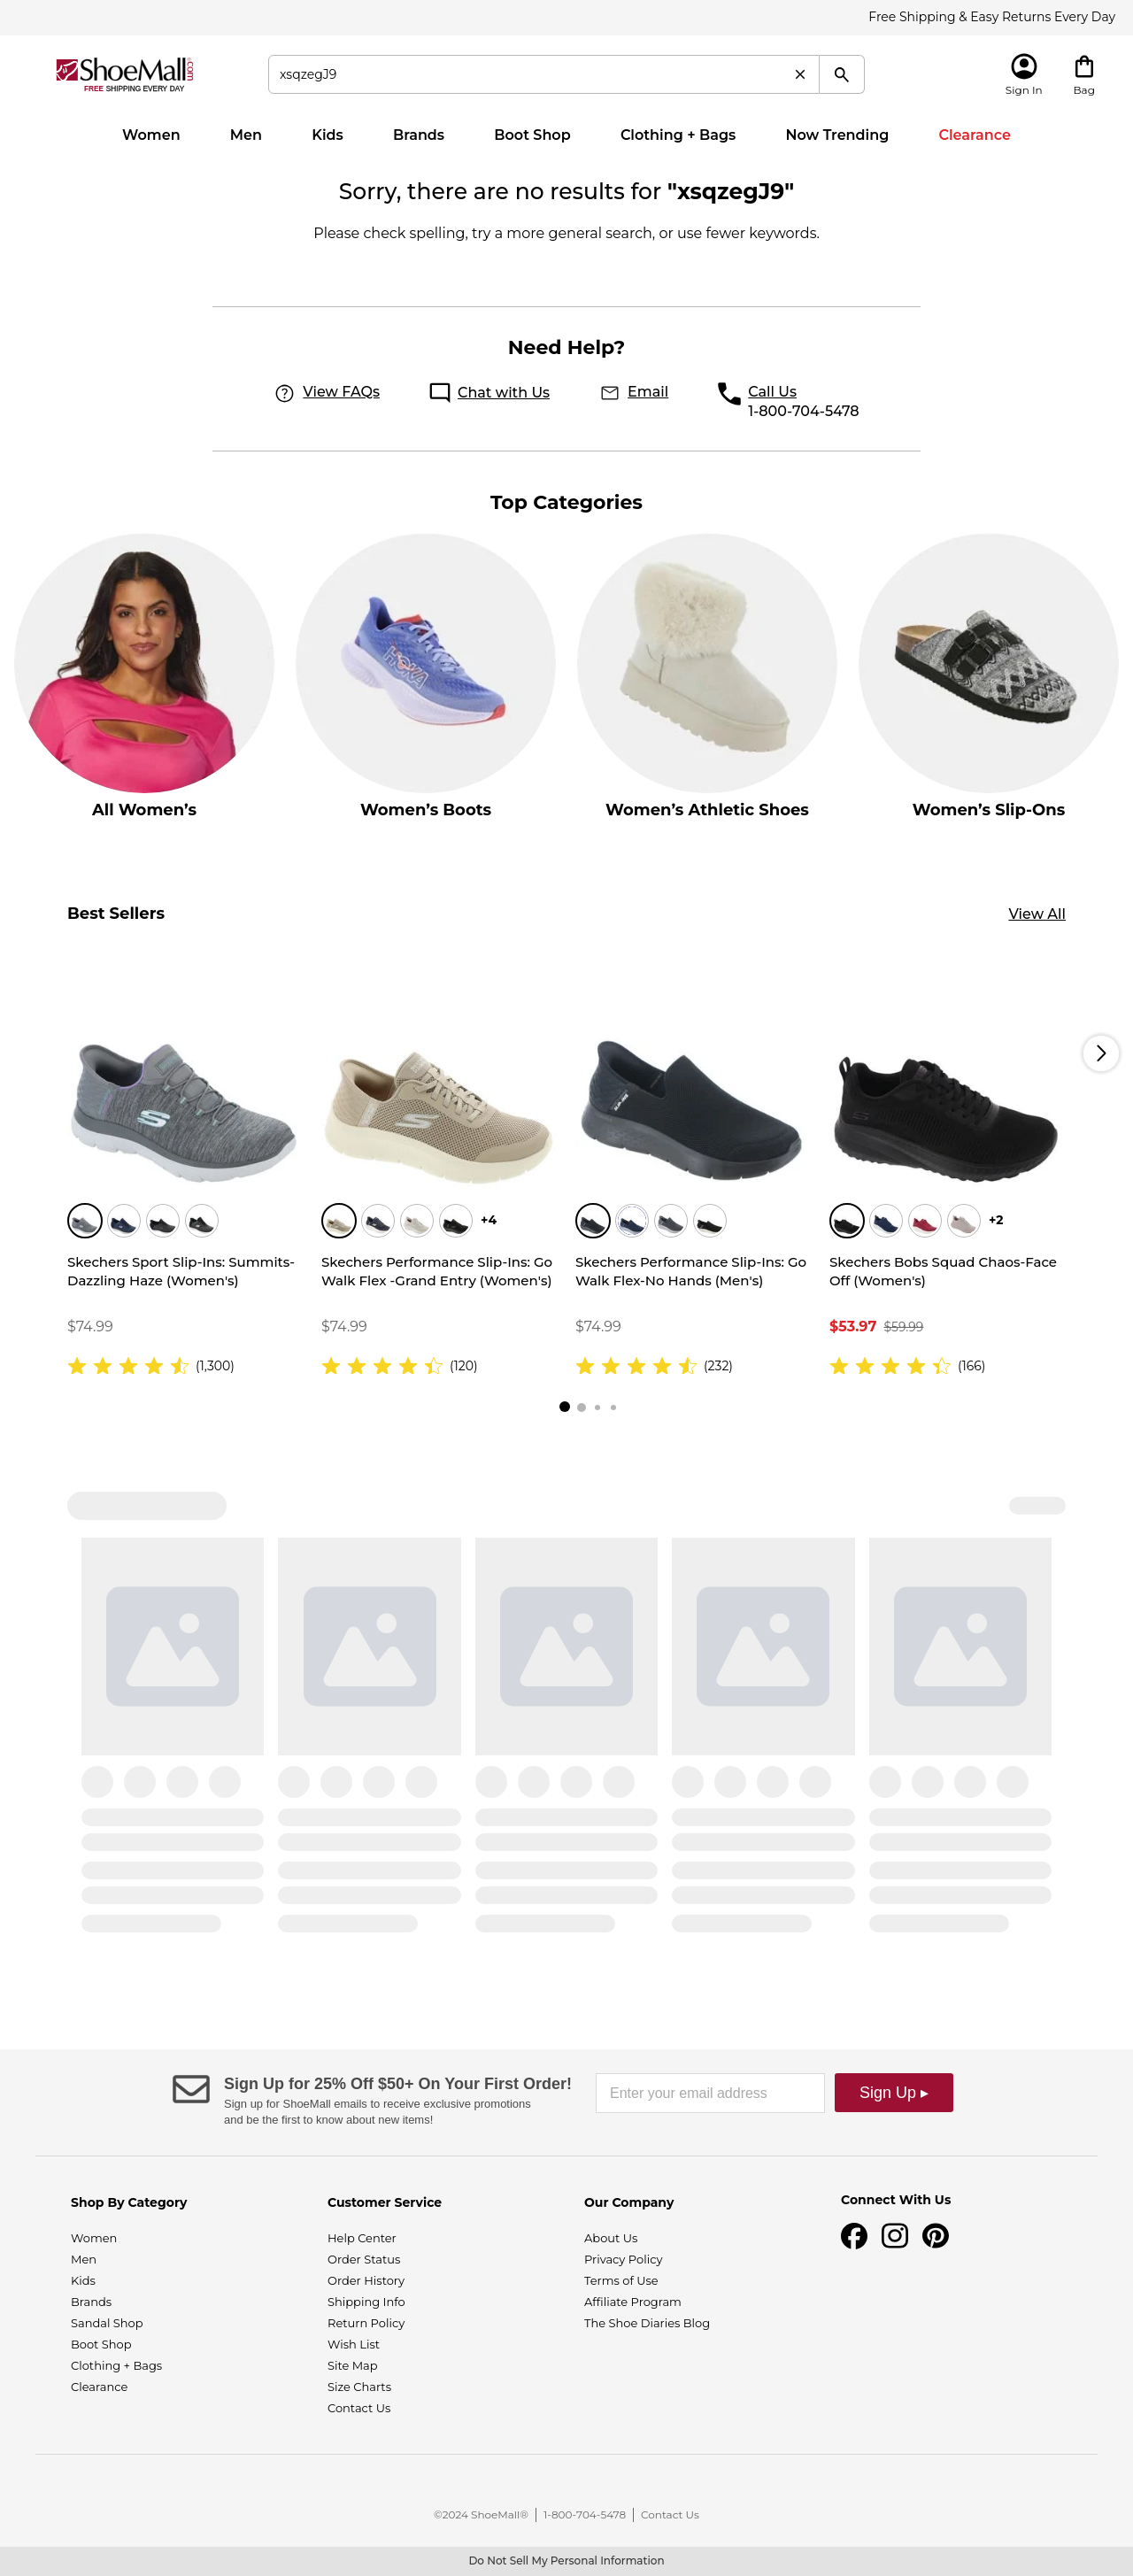 Free Shipping & Easy Returns Every Day
ShoeMall.com
FREE SHIPPING EVERY DAY
xsqzegJ9
Sign In
Bag
Women
Men
Kids
Brands
Boot Shop
Clothing + Bags
Now Trending
Clearance
Sorry, there are no results for "xsqzegJ9"
Please check spelling, try a more general search, or use fewer keywords.
Need Help?
View FAQs
Chat with Us
Email
Call Us
1-800-704-5478
Top Categories
HOKA
All Women’s
Women’s Boots
Women’s Athletic Shoes
Women’s Slip-Ons
Best Sellers
View All
+4
+2
Skechers Sport Slip-Ins: Summits-
Dazzling Haze (Women's)
$74.99
(1,300)
Skechers Performance Slip-Ins: Go
Walk Flex -Grand Entry (Women's)
$74.99
(120)
Skechers Performance Slip-Ins: Go
Walk Flex-No Hands (Men's)
$74.99
(232)
Skechers Bobs Squad Chaos-Face
Off (Women's)
$53.97 $59.99
(166)
Sign Up for 25% Off $50+ On Your First Order!
Sign up for ShoeMall emails to receive exclusive promotions
and be the first to know about new items!
Enter your email address
Sign Up ▸
Shop By Category
Women
Men
Kids
Brands
Sandal Shop
Boot Shop
Clothing + Bags
Clearance
Customer Service
Help Center
Order Status
Order History
Shipping Info
Return Policy
Wish List
Site Map
Size Charts
Contact Us
Our Company
About Us
Privacy Policy
Terms of Use
Affiliate Program
The Shoe Diaries Blog
Connect With Us
©2024 ShoeMall®
1-800-704-5478
Contact Us
Do Not Sell My Personal Information